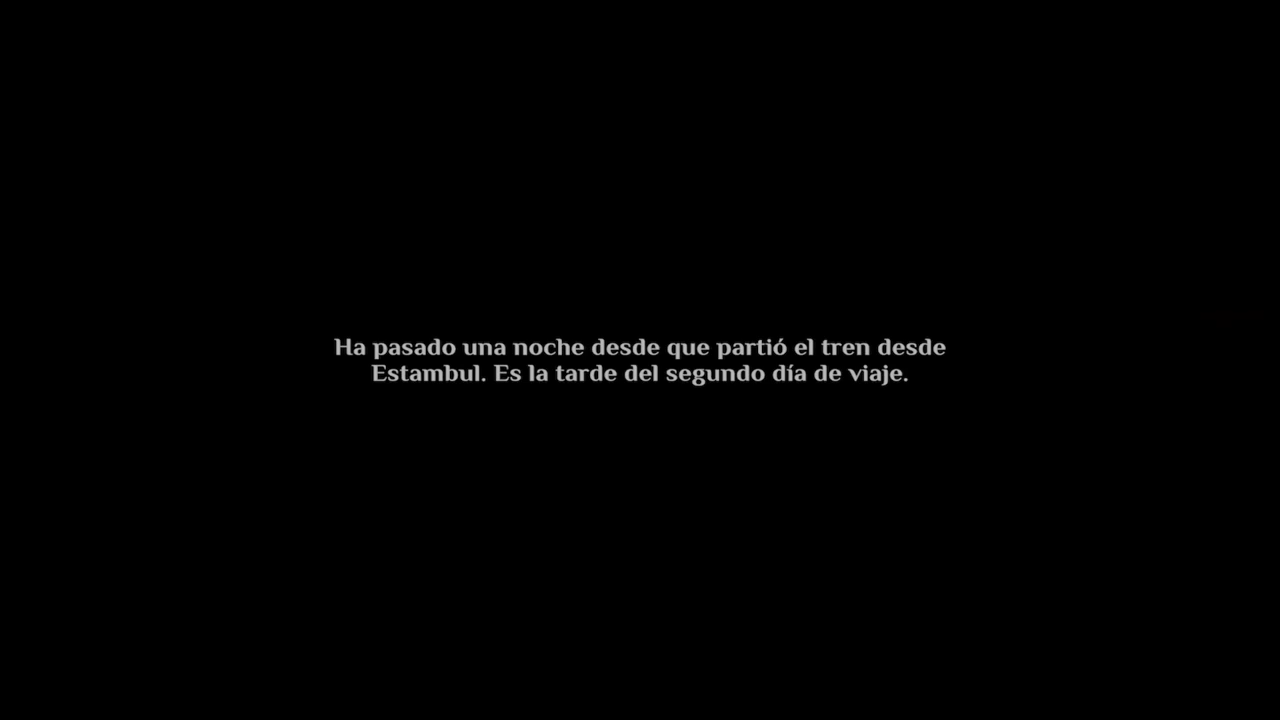 Ha pasado una noche desde que partió el tren desde
Estambul. Es la tarde del segundo día de viaje.